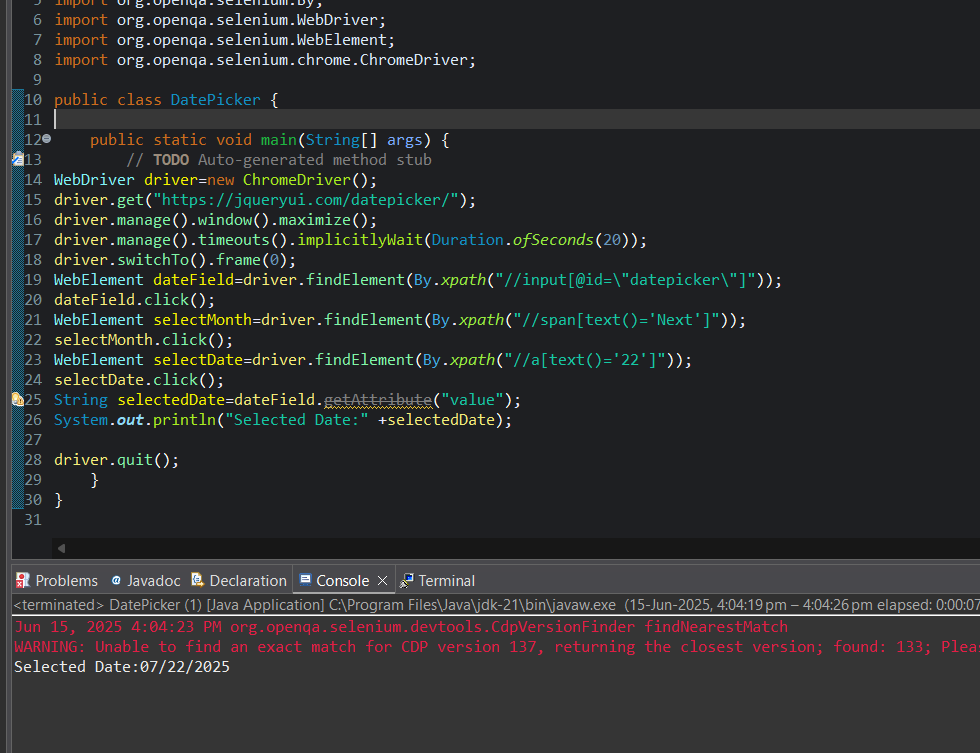 5 import org.openqa.selenium.By;
6 import org.openqa.selenium.WebDriver;
7 import org.openqa.selenium.WebElement;
8 import org.openqa.selenium.chrome.ChromeDriver;
9
10 public class DatePicker {
11
12 public static void main(String[] args) {
13 // TODO Auto-generated method stub
14 WebDriver driver=new ChromeDriver();
15 driver.get("https://jqueryui.com/datepicker/");
16 driver.manage().window().maximize();
17 driver.manage().timeouts().implicitlyWait(Duration.ofSeconds(20));
18 driver.switchTo().frame(0);
19 WebElement dateField=driver.findElement(By.xpath("//input[@id=\"datepicker\"]"));
20 dateField.click();
21 WebElement selectMonth=driver.findElement(By.xpath("//span[text()='Next']"));
22 selectMonth.click();
23 WebElement selectDate=driver.findElement(By.xpath("//a[text()='22']"));
24 selectDate.click();
25 String selectedDate=dateField.getAttribute("value");
26 System.out.println("Selected Date:" +selectedDate);
27
28 driver.quit();
29 }
30 }
31
Problems Javadoc Declaration Console Terminal
<terminated> DatePicker (1) [Java Application] C:\Program Files\Java\jdk-21\bin\javaw.exe (15-Jun-2025, 4:04:19 pm – 4:04:26 pm elapsed: 0:00:07
Jun 15, 2025 4:04:23 PM org.openqa.selenium.devtools.CdpVersionFinder findNearestMatch
WARNING: Unable to find an exact match for CDP version 137, returning the closest version; found: 133; Plea
Selected Date:07/22/2025